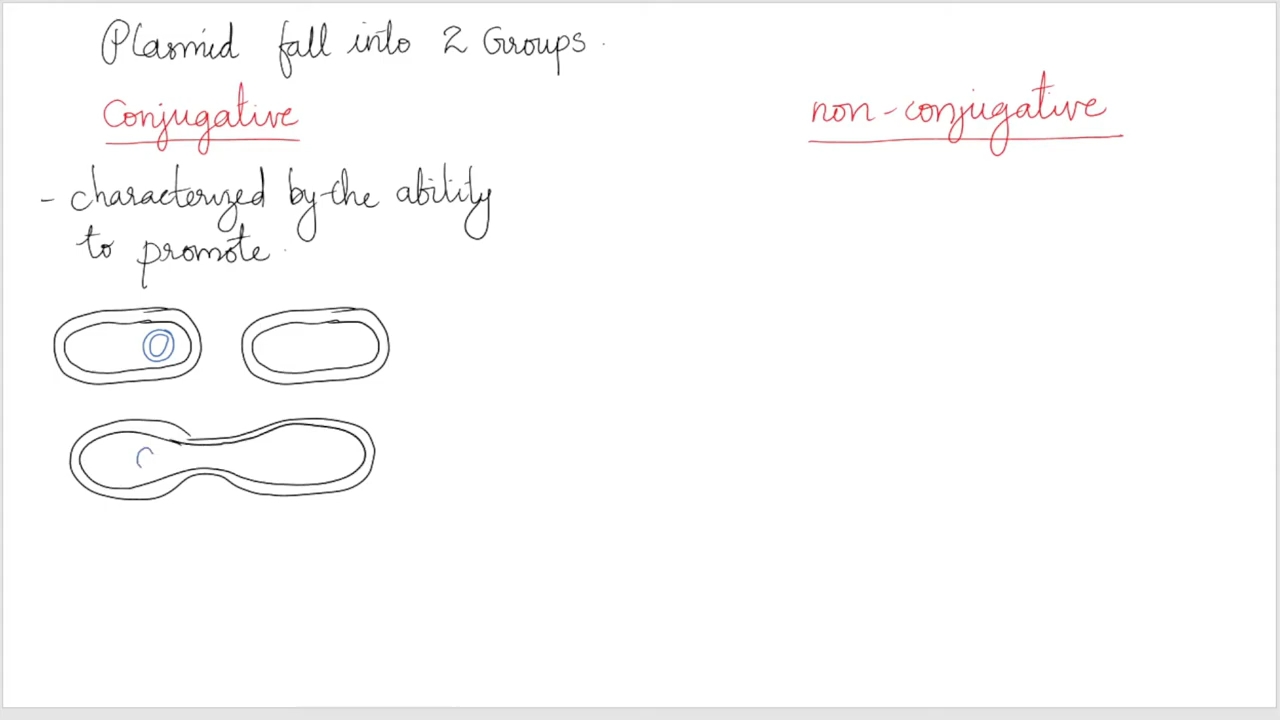 Plasmid fall into 2 Groups.
Conjugative
non-conjugative
- characterized by the ability
to promote.